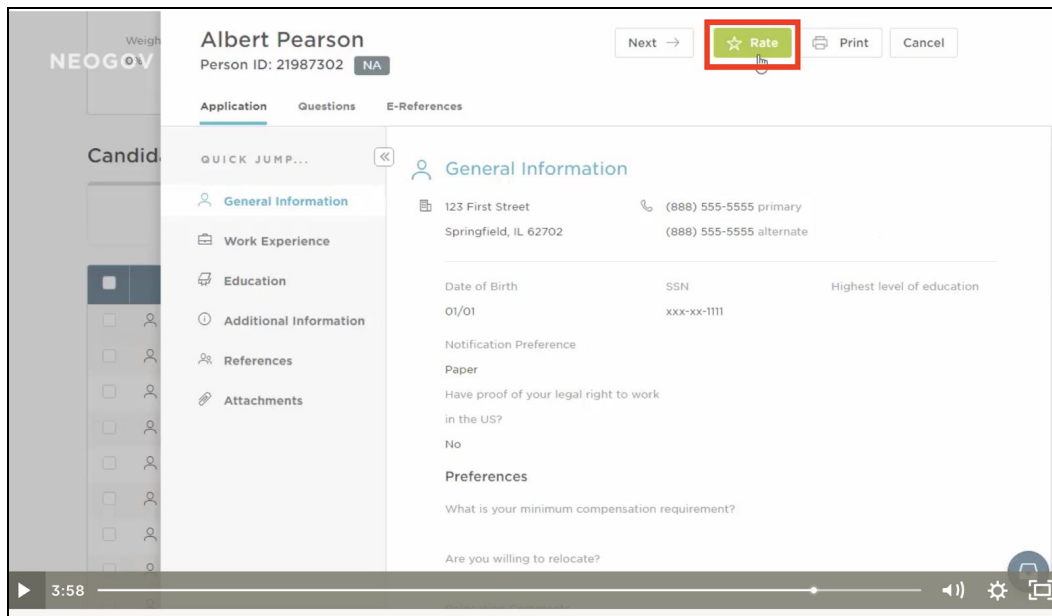 Weigh
0%
NEOGOV
Albert Pearson
Person ID: 21987302 NA
Next → Rate Print Cancel
Application Questions E-References
Candid
QUICK JUMP...
General Information
Work Experience
Education
Additional Information
References
Attachments
General Information
123 First Street
Springfield, IL 62702
(888) 555-5555 primary
(888) 555-5555 alternate
Date of Birth SSN Highest level of education
01/01 xxx-xx-1111
Notification Preference
Paper
Have proof of your legal right to work
in the US?
No
Preferences
What is your minimum compensation requirement?
Are you willing to relocate?
3:58